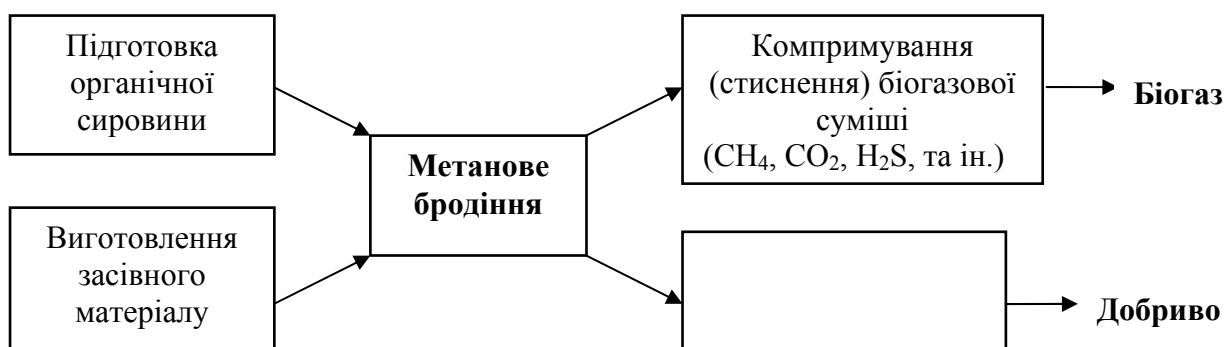 Підготовка
органічної
сировини
Виготовлення
засівного
матеріалу
Метанове
бродіння
Компримування
(стиснення) біогазової
суміші
(CH₄, CO₂, H₂S, та ін.)
Біогаз
Добриво